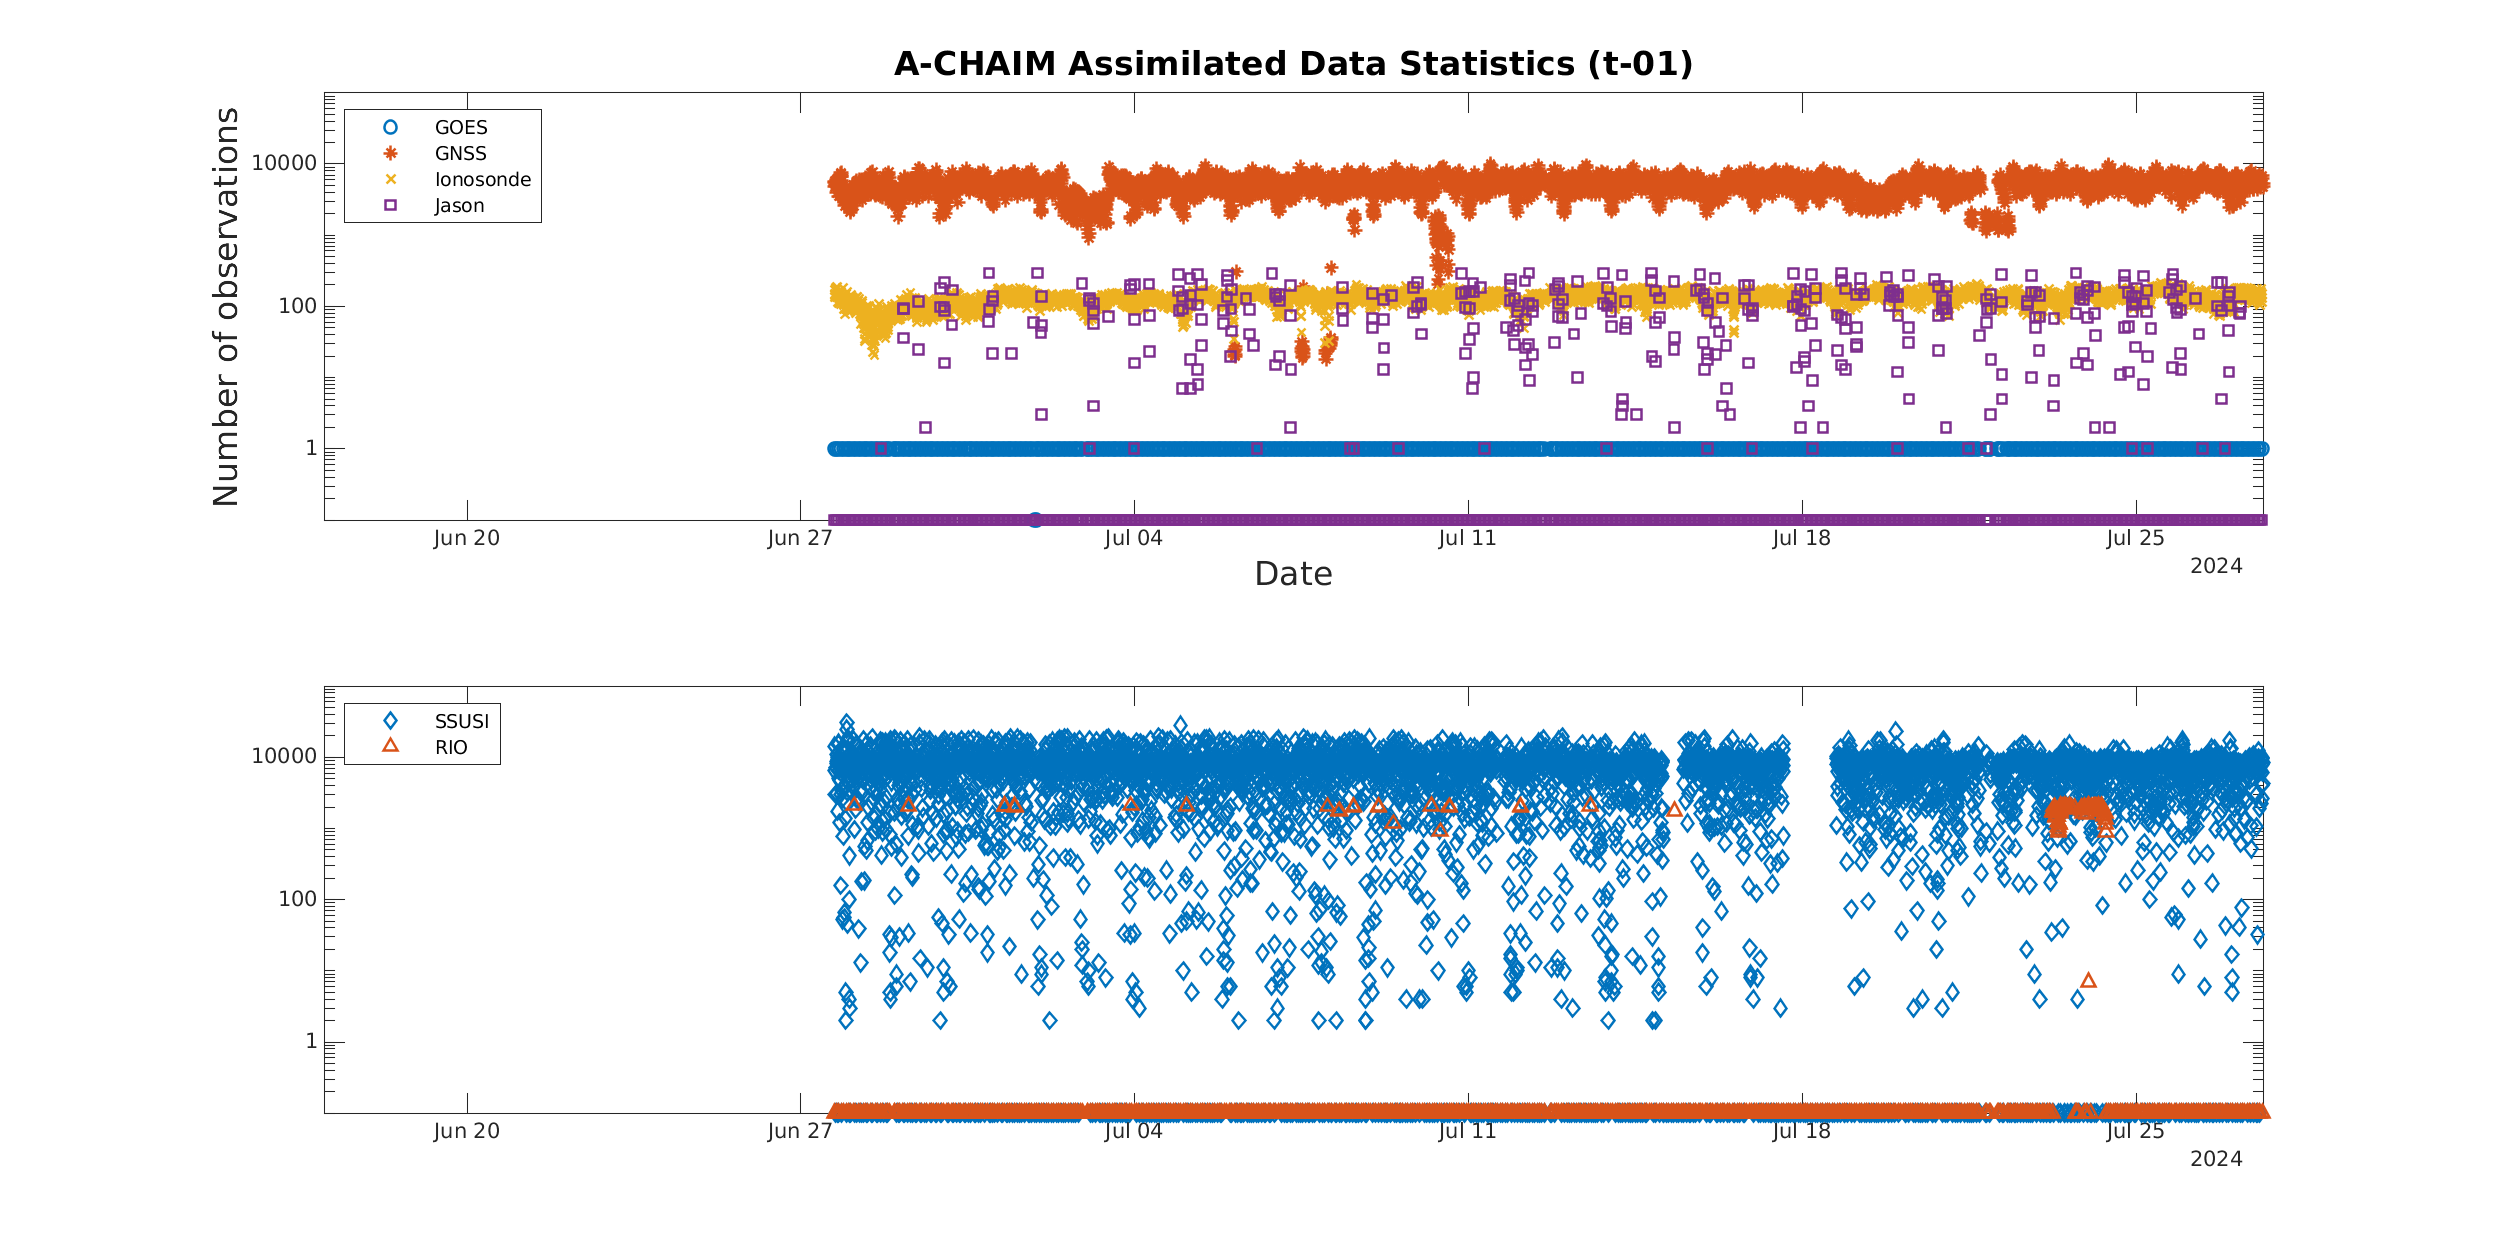 A-CHAIM Assimilated Data Statistics (t-01)
GOES
GNSS
Ionosonde
Jason
10000
100
1
Number of observations
Jun 20
Jun 27
Jul 04
Jul 11
Jul 18
Jul 25
2024
Date
SSUSI
RIO
10000
100
1
Jun 20
Jun 27
Jul 04
Jul 11
Jul 18
Jul 25
2024